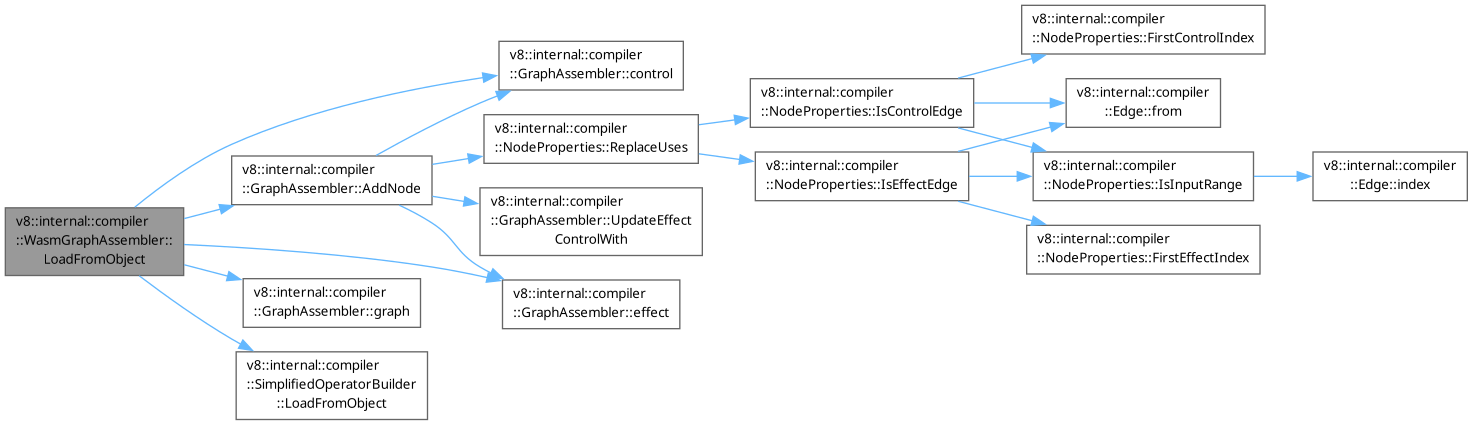 v8::internal::compiler
::WasmGraphAssembler::
LoadFromObject
v8::internal::compiler
::GraphAssembler::control
v8::internal::compiler
::GraphAssembler::AddNode
v8::internal::compiler
::GraphAssembler::graph
v8::internal::compiler
::SimplifiedOperatorBuilder
::LoadFromObject
v8::internal::compiler
::NodeProperties::ReplaceUses
v8::internal::compiler
::GraphAssembler::UpdateEffect
ControlWith
v8::internal::compiler
::GraphAssembler::effect
v8::internal::compiler
::NodeProperties::IsControlEdge
v8::internal::compiler
::NodeProperties::IsEffectEdge
v8::internal::compiler
::NodeProperties::FirstControlIndex
v8::internal::compiler
::Edge::from
v8::internal::compiler
::NodeProperties::IsInputRange
v8::internal::compiler
::NodeProperties::FirstEffectIndex
v8::internal::compiler
::Edge::index